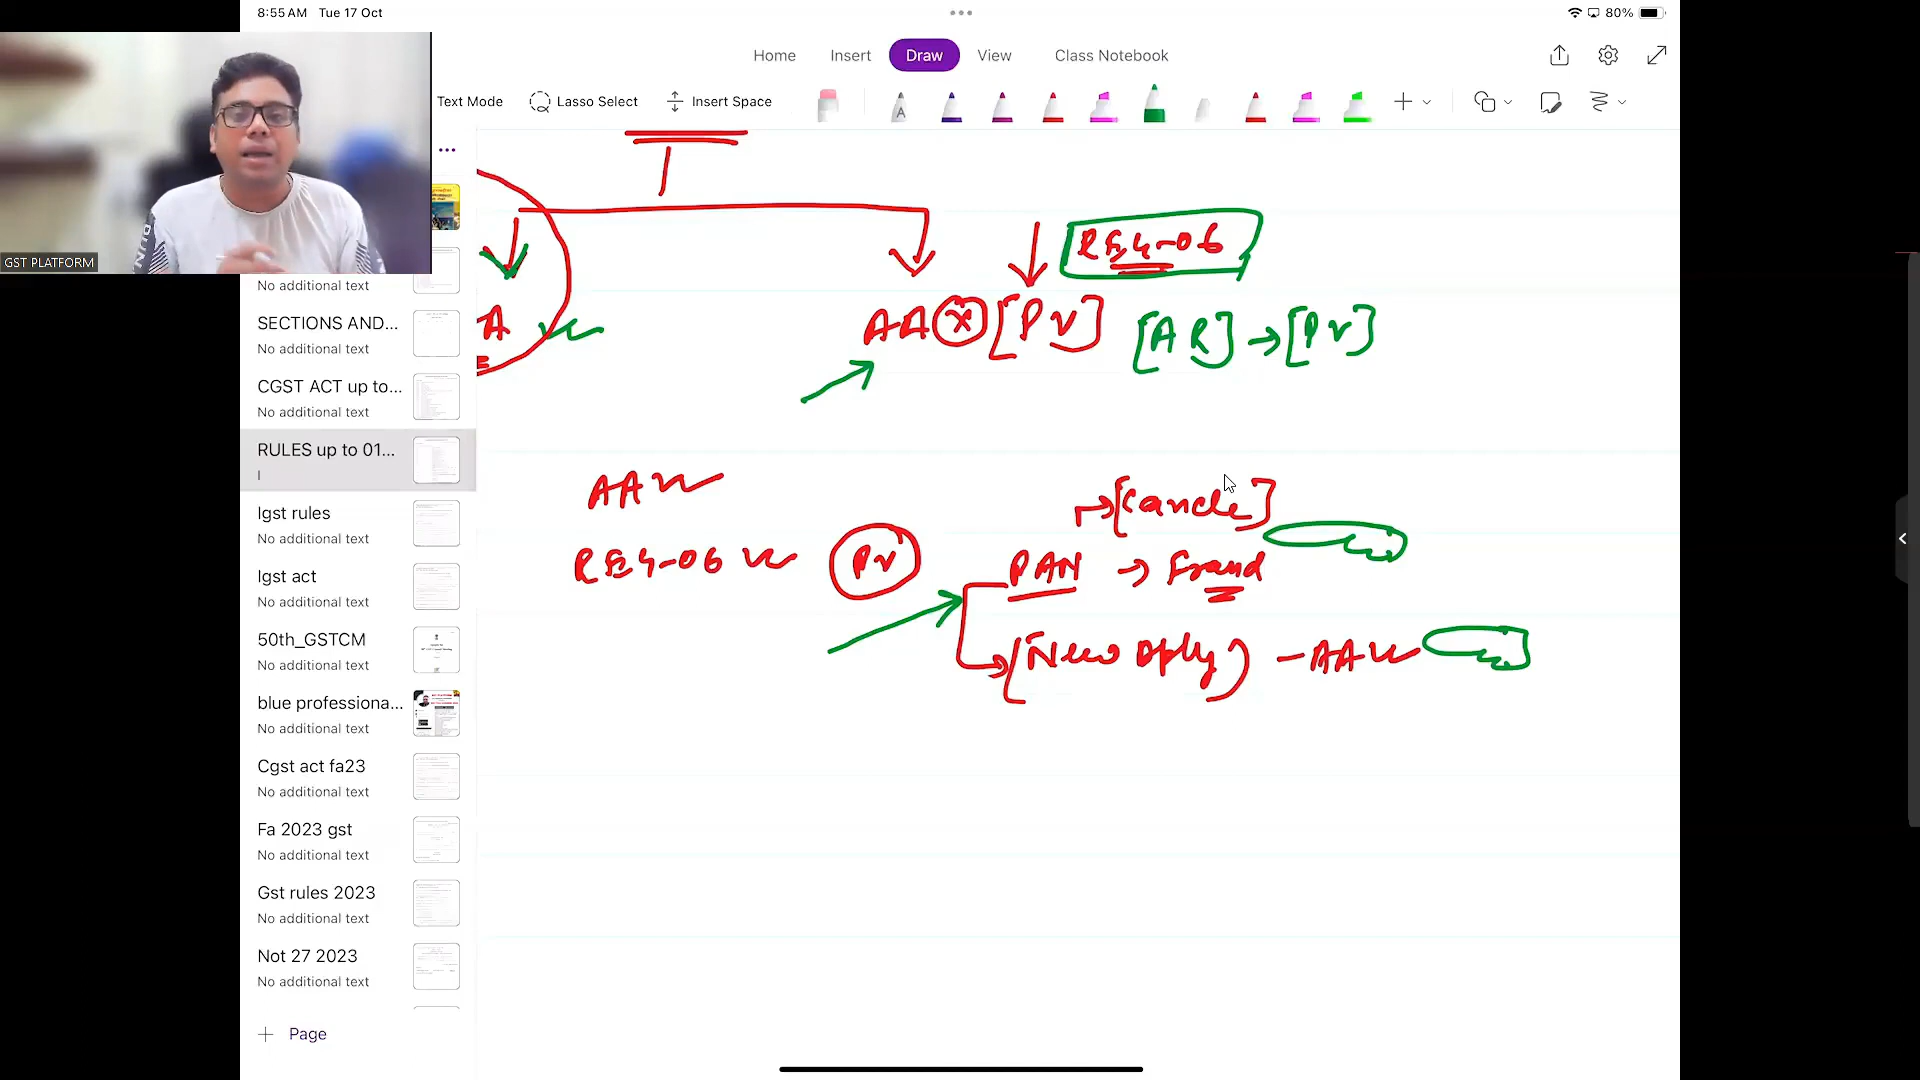 8:55 AM Tue 17 Oct
80%
Home Insert Draw View Class Notebook
Text Mode Lasso Select Insert Space
GST PLATFORM
No additional text
SECTIONS AND...
No additional text
CGST ACT up to...
No additional text
RULES up to 01...
I
Igst rules
No additional text
Igst act
No additional text
50th_GSTCM
No additional text
blue professiona...
No additional text
Cgst act fa23
No additional text
Fa 2023 gst
No additional text
Gst rules 2023
No additional text
Not 27 2023
No additional text
Page
AA x [PV] [AR] → [PV]
AA
PV
[Cancle]
PAN → Fraud
[New Apply) - AA